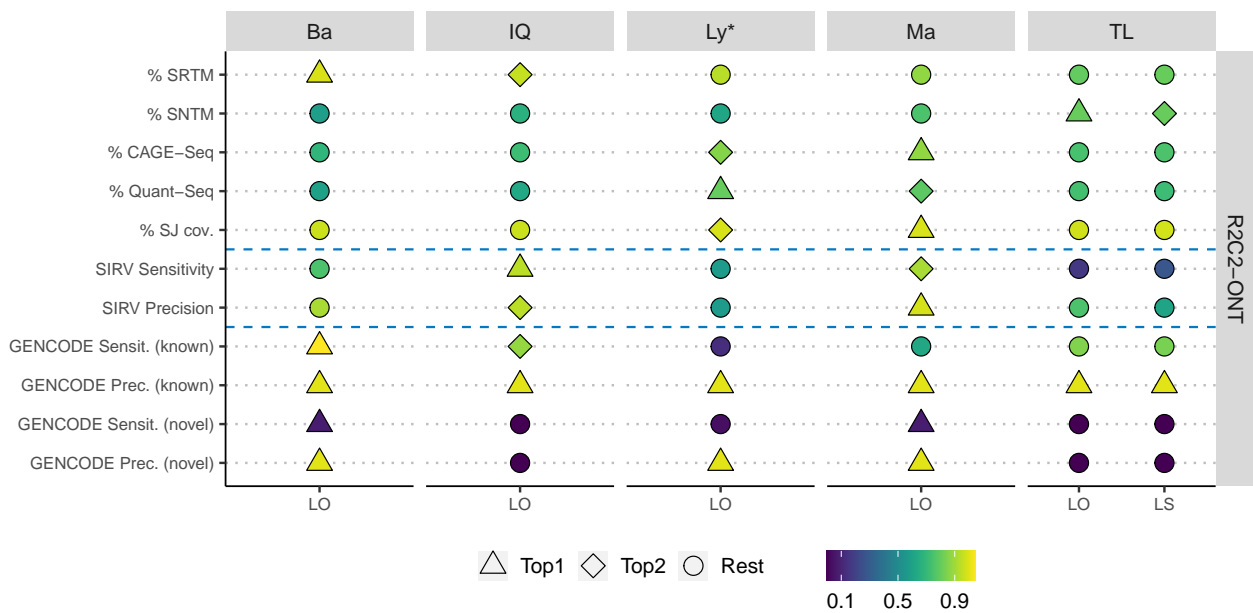 Ba IQ Ly* Ma TL
% SRTM
% SNTM
% CAGE−Seq
% Quant−Seq
% SJ cov.
SIRV Sensitivity
SIRV Precision
GENCODE Sensit. (known)
GENCODE Prec. (known)
GENCODE Sensit. (novel)
GENCODE Prec. (novel)
R2C2−ONT
LO LO LO LO LO LS
Top1 Top2 Rest
0.1 0.5 0.9